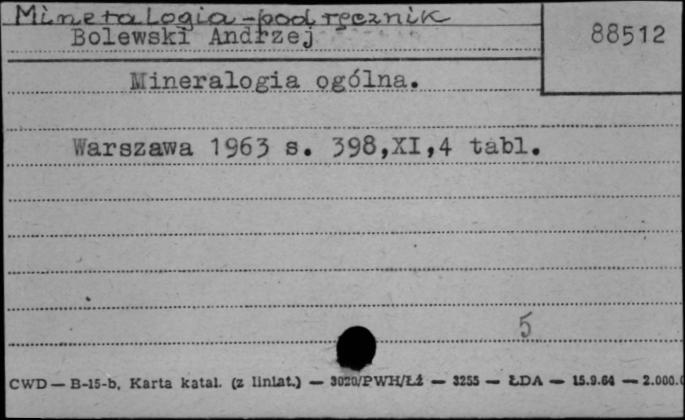 Mineralogia - podręcznik
Bolewski Andrzej
88512
Mineralogia ogólna.
Warszawa 1963 s. 398,XI,4 tabl.
5
CWD — B-15-b, Karta katal. (z liniat.) — 3020/PWH/Łź — 3255 — ŁDA — 15.9.64 — 2.000.0